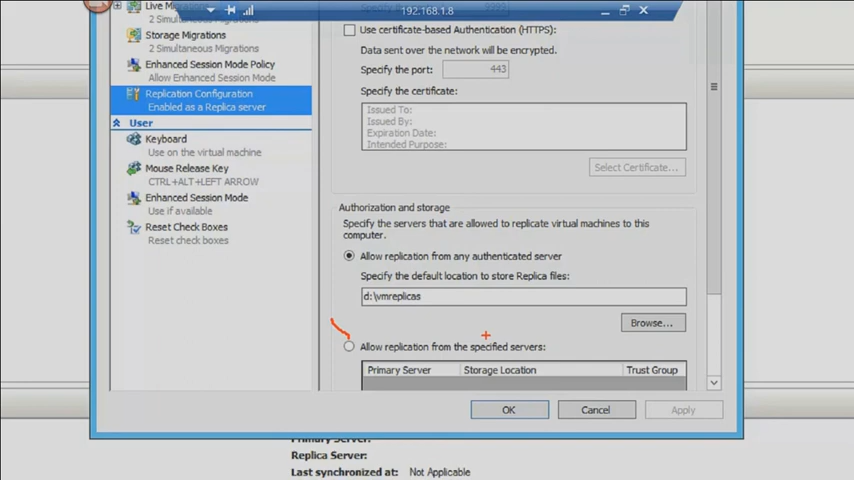 192.168.1.8
Live Mig
2 Simultaneous Migrations
Storage Migrations
2 Simultaneous Migrations
Enhanced Session Mode Policy
Allow Enhanced Session Mode
Replication Configuration
Enabled as a Replica server
User
Keyboard
Use on the virtual machine
Mouse Release Key
CTRL+ALT+LEFT ARROW
Enhanced Session Mode
Use if available
Reset Check Boxes
Reset check boxes
Use certificate-based Authentication (HTTPS):
Data sent over the network will be encrypted.
Specify the port: 443
Specify the certificate:
Issued To:
Issued By:
Expiration Date:
Intended Purpose:
Select Certificate...
Authorization and storage
Specify the servers that are allowed to replicate virtual machines to this
computer.
Allow replication from any authenticated server
Specify the default location to store Replica files:
d:\vmreplicas
Browse...
Allow replication from the specified servers:
Primary Server Storage Location Trust Group
OK Cancel Apply
Primary Server:
Replica Server:
Last synchronized at: Not Applicable